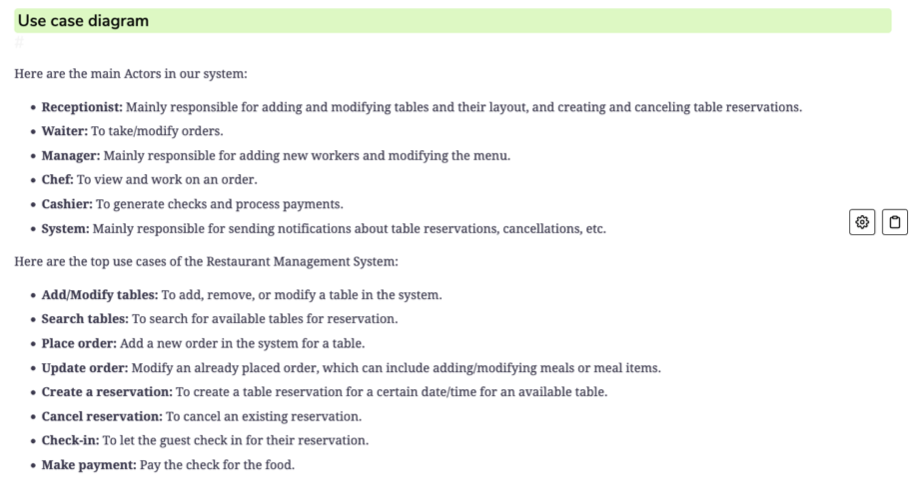 Use case diagram
#
Here are the main Actors in our system:
• Receptionist: Mainly responsible for adding and modifying tables and their layout, and creating and canceling table reservations.
• Waiter: To take/modify orders.
• Manager: Mainly responsible for adding new workers and modifying the menu.
• Chef: To view and work on an order.
• Cashier: To generate checks and process payments.
• System: Mainly responsible for sending notifications about table reservations, cancellations, etc.
Here are the top use cases of the Restaurant Management System:
• Add/Modify tables: To add, remove, or modify a table in the system.
• Search tables: To search for available tables for reservation.
• Place order: Add a new order in the system for a table.
• Update order: Modify an already placed order, which can include adding/modifying meals or meal items.
• Create a reservation: To create a table reservation for a certain date/time for an available table.
• Cancel reservation: To cancel an existing reservation.
• Check-in: To let the guest check in for their reservation.
• Make payment: Pay the check for the food.